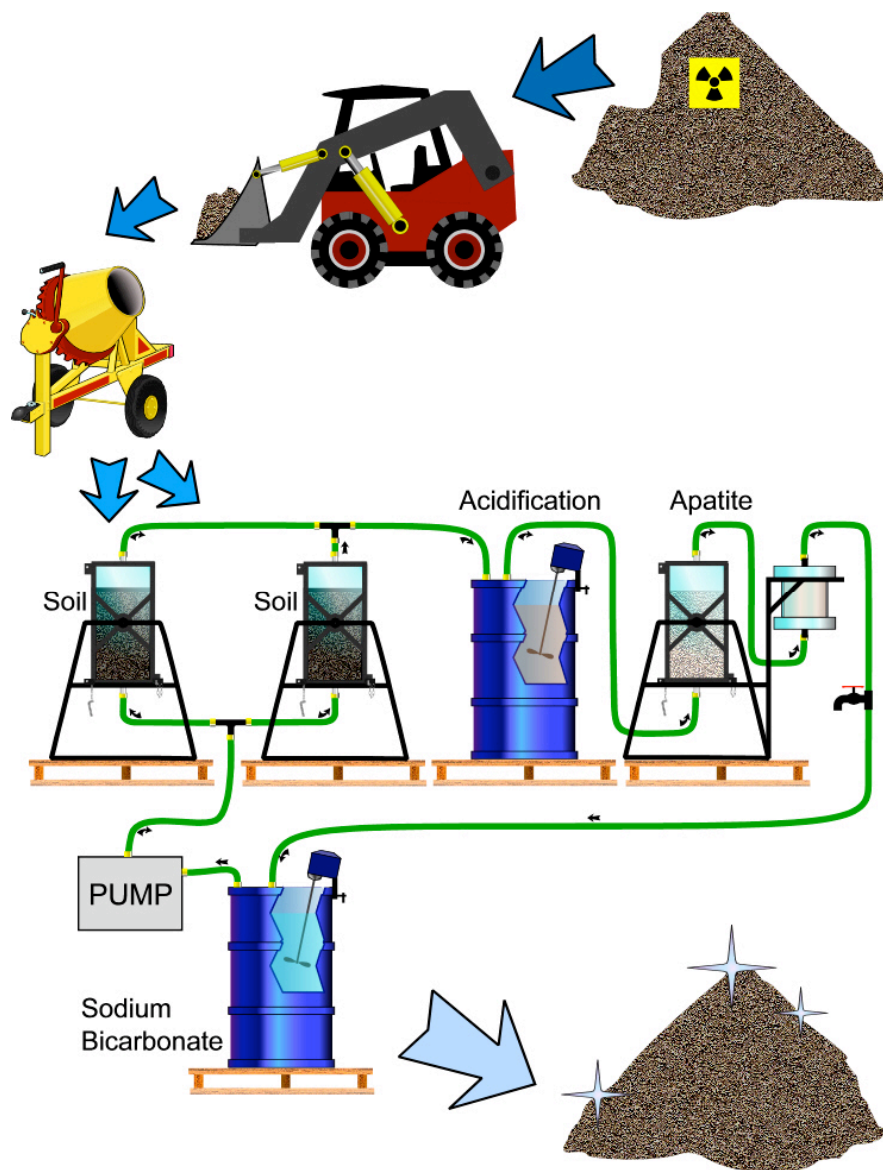 Acidification
Apatite
Soil
Soil
PUMP
Sodium
Bicarbonate